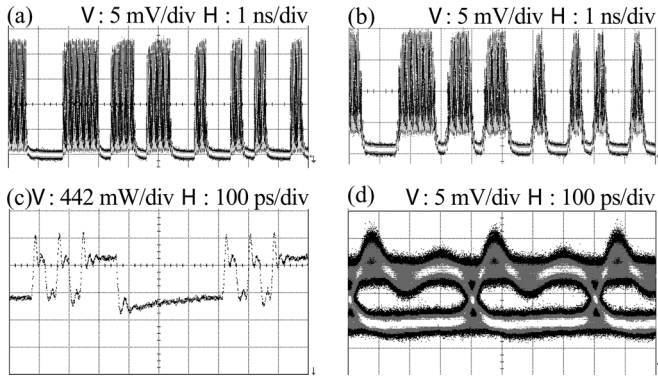 (a) V : 5 mV/div H : 1 ns/div
(b) V : 5 mV/div H : 1 ns/div
(c) V : 442 mW/div H : 100 ps/div
(d) V : 5 mV/div H : 100 ps/div